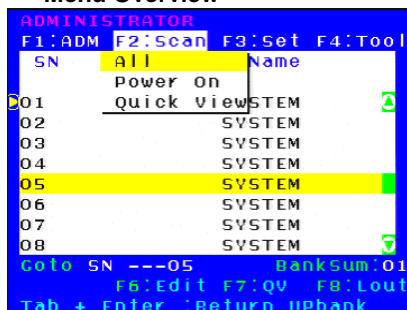 Menu Overview
ADMINISTRATOR
F1:ADM F2:Scan F3:Set F4:Tool
SN All Name
Power On
01 Quick View SYSTEM
02 SYSTEM
03 SYSTEM
04 SYSTEM
05 SYSTEM
06 SYSTEM
07 SYSTEM
08 SYSTEM
Goto SN ---05 BankSum:01
F6:Edit F7:QV F8:Lout
Tab + Enter :Return UPbank